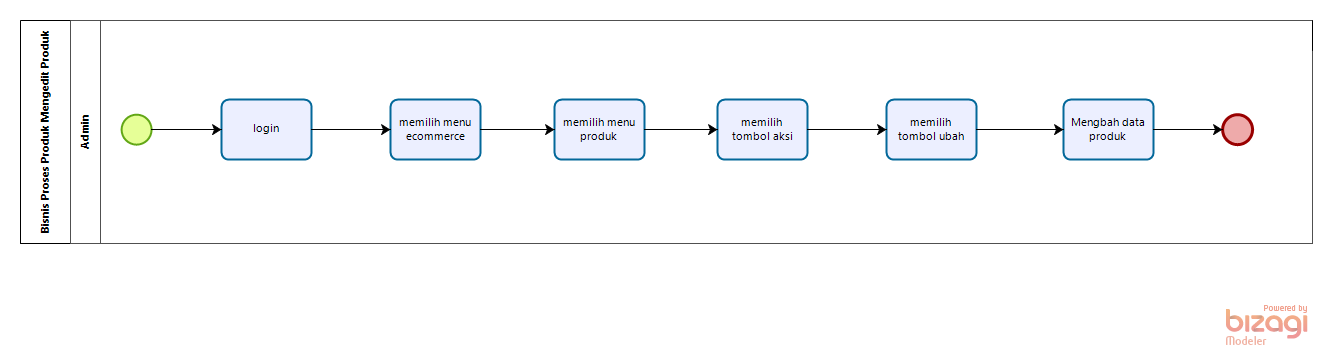 Bisnis Proses Produk Mengedit Produk
Admin
login
memilih menu
ecommerce
memilih menu
produk
memilih
tombol aksi
memilih
tombol ubah
Mengbah data
produk
Powered by
bizagi
Modeler